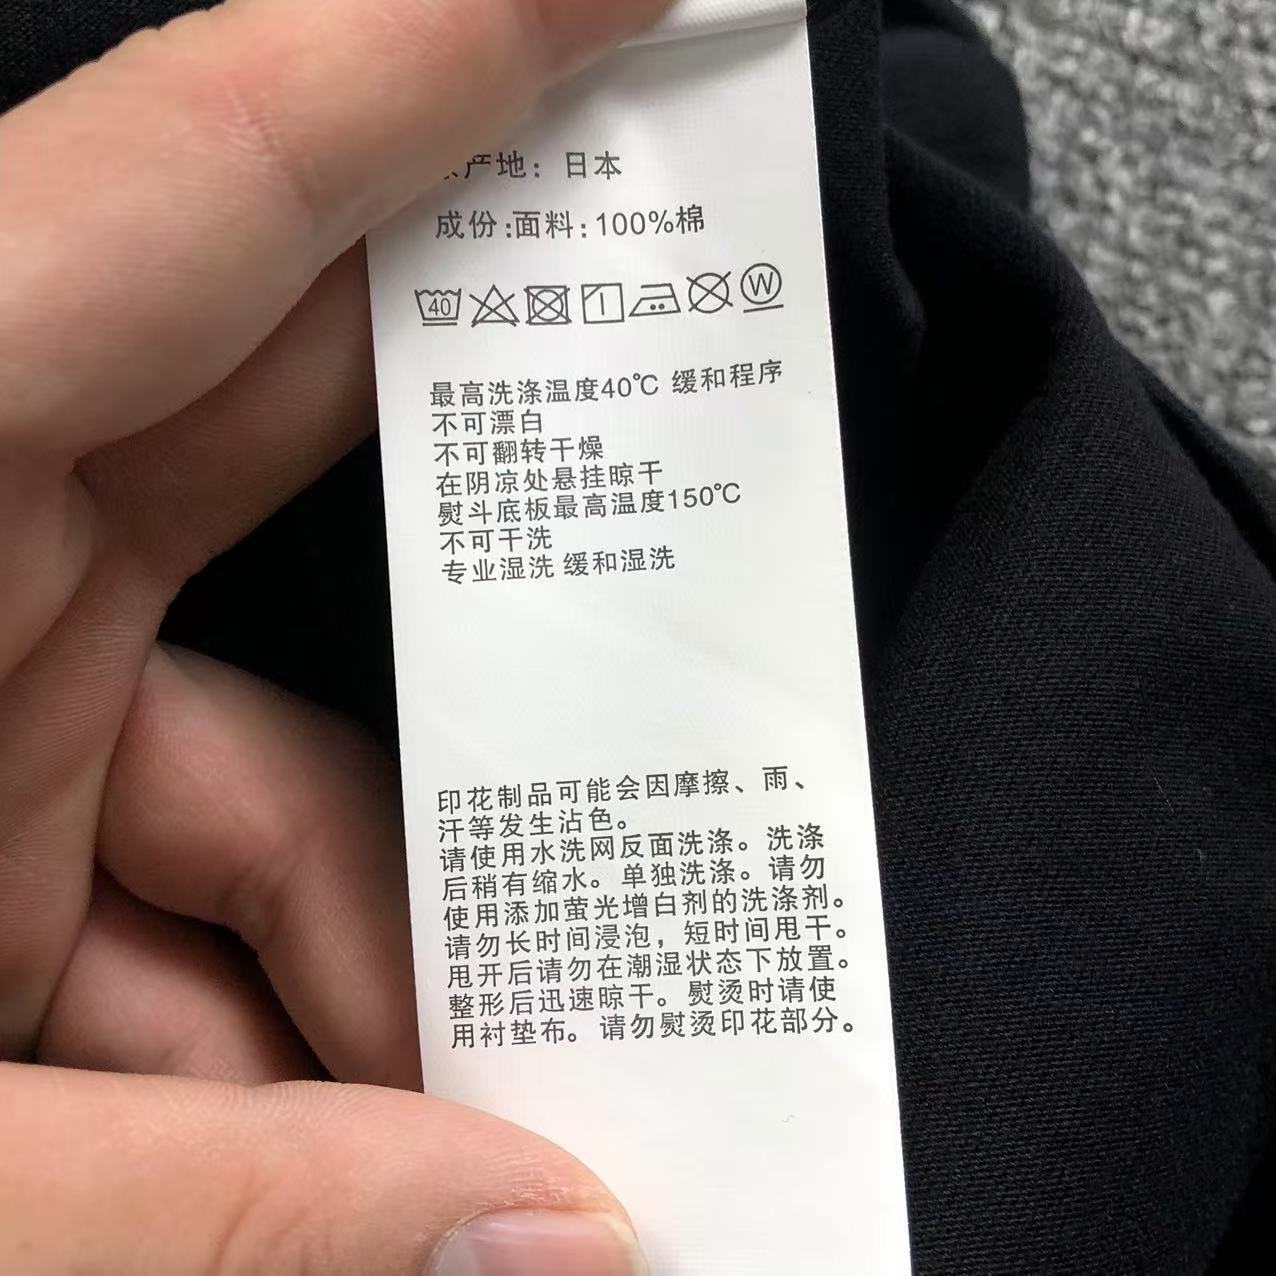 产地：日本
成份:面料:100%棉
40 W
最高洗涤温度40℃ 缓和程序
不可漂白
不可翻转干燥
在阴凉处悬挂晾干
熨斗底板最高温度150℃
不可干洗
专业湿洗 缓和湿洗
印花制品可能会因摩擦、雨、
汗等发生沾色。
请使用水洗网反面洗涤。洗涤
后稍有缩水。单独洗涤。请勿
使用添加萤光增白剂的洗涤剂。
请勿长时间浸泡，短时间甩干。
甩开后请勿在潮湿状态下放置。
整形后迅速晾干。熨烫时请使
用衬垫布。请勿熨烫印花部分。